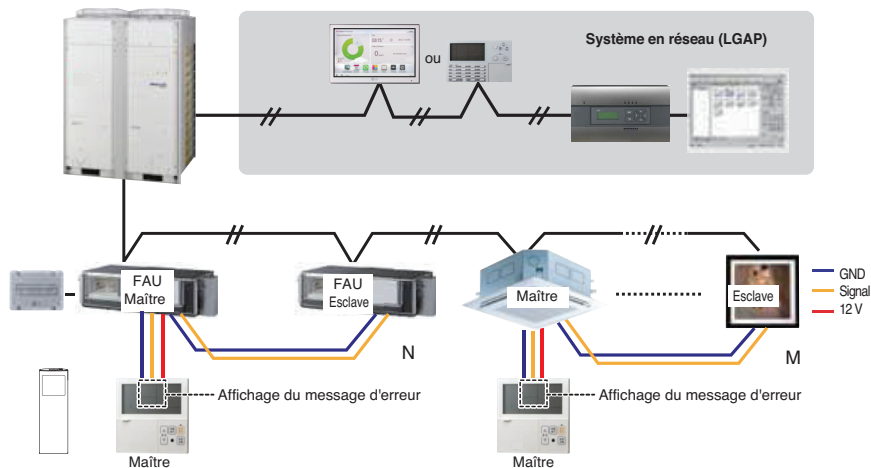 ou
Système en réseau (LGAP)
FAU
Maître
FAU
Esclave
Maître
Esclave
GND
Signal
12 V
N
M
Affichage du message d'erreur
Affichage du message d'erreur
Maître
Maître